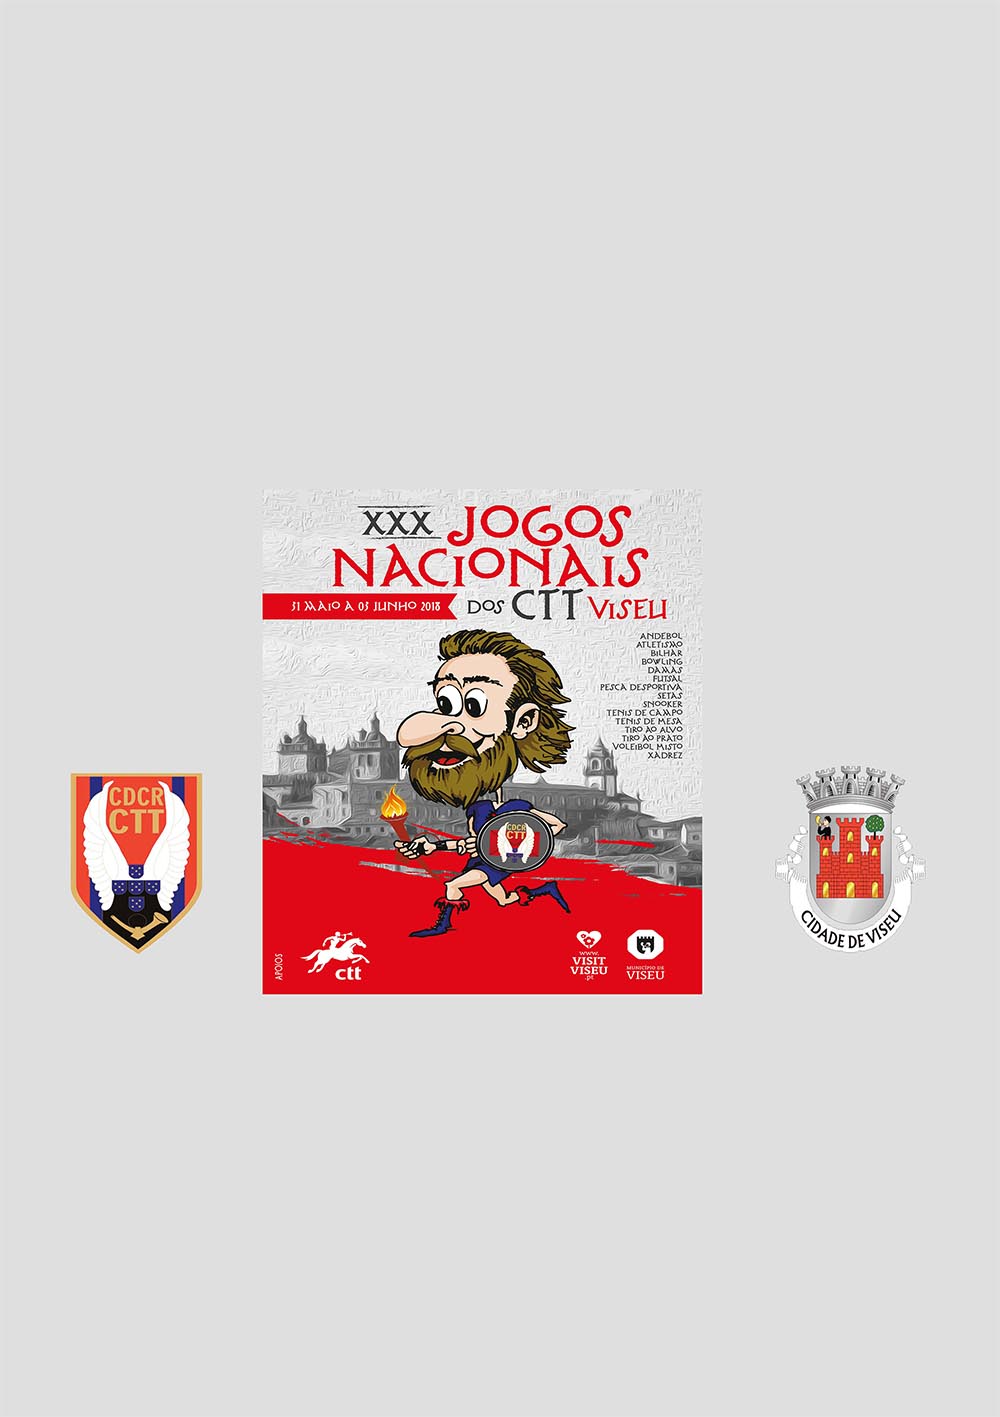 XXX JOGOS
NACIONAIS
31 MAIO A 03 JUNHO 2018
DOS CTT VISEU
ANDEBOL
ATLETISMO
BILHAR
BOWLING
DAMAS
FUTSAL
PESCA DESPORTIVA
SETAS
SNOOKER
TENIS DE CAMPO
TENIS DE MESA
TIRO AO ALVO
TIRO AO PRATO
VOLEIBOL MISTO
XADREZ
CDCR
CTT
CDCR
CTT
CIDADE DE VISEU
APOIOS
ctt
www.
VISIT
VISEU
.pt
MUNICÍPIO DE
VISEU